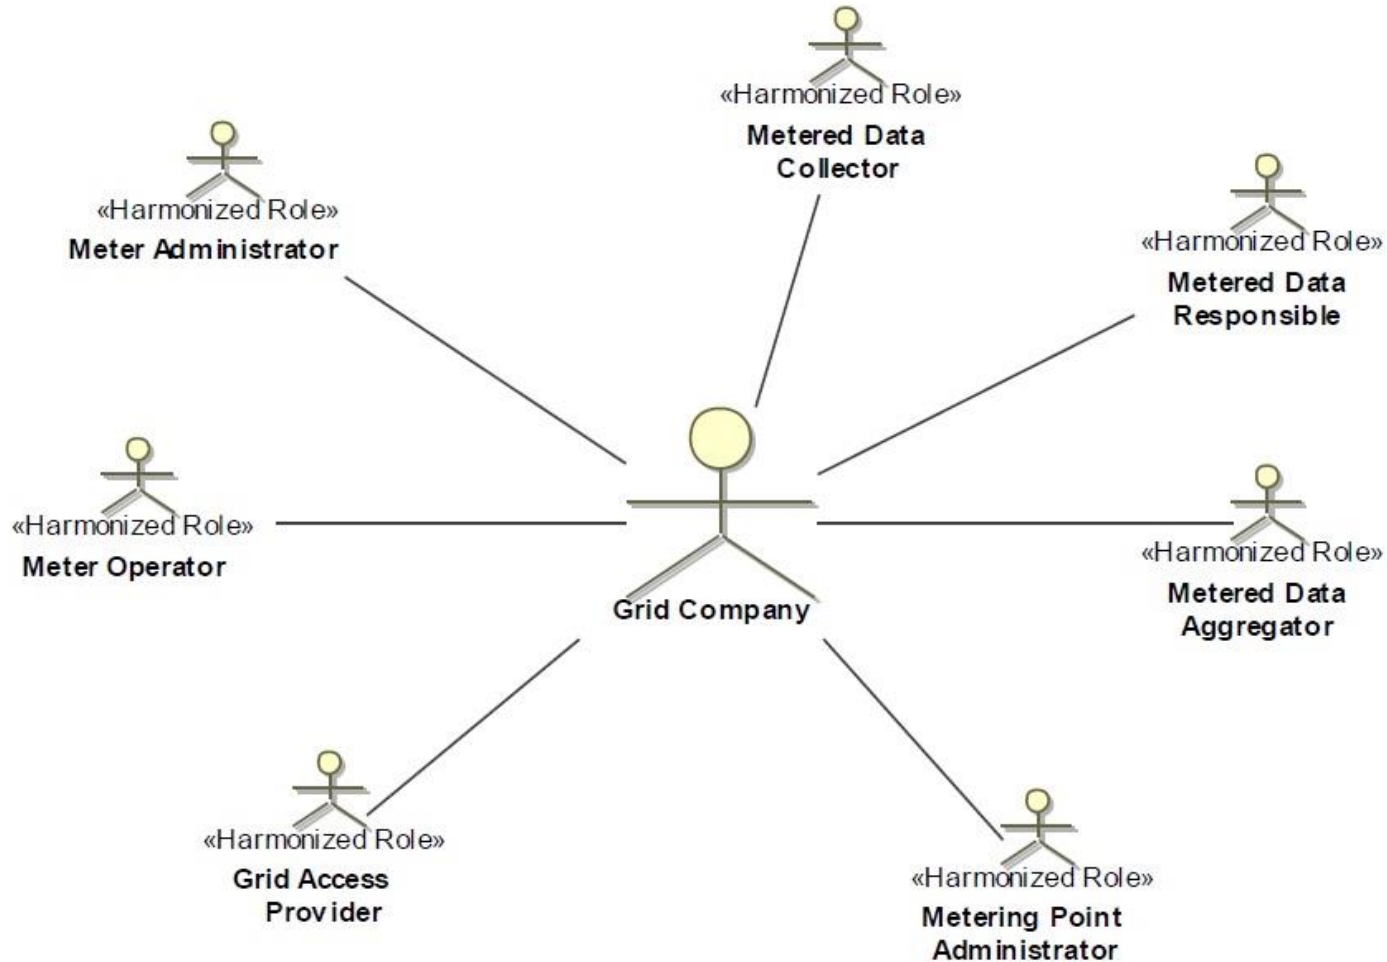 «Harmonized Role»
Metered Data
Collector
«Harmonized Role»
Meter Administrator
«Harmonized Role»
Metered Data
Responsible
«Harmonized Role»
Meter Operator
«Harmonized Role»
Metered Data
Aggregator
Grid Company
«Harmonized Role»
Grid Access
Provider
«Harmonized Role»
Metering Point
Administrator